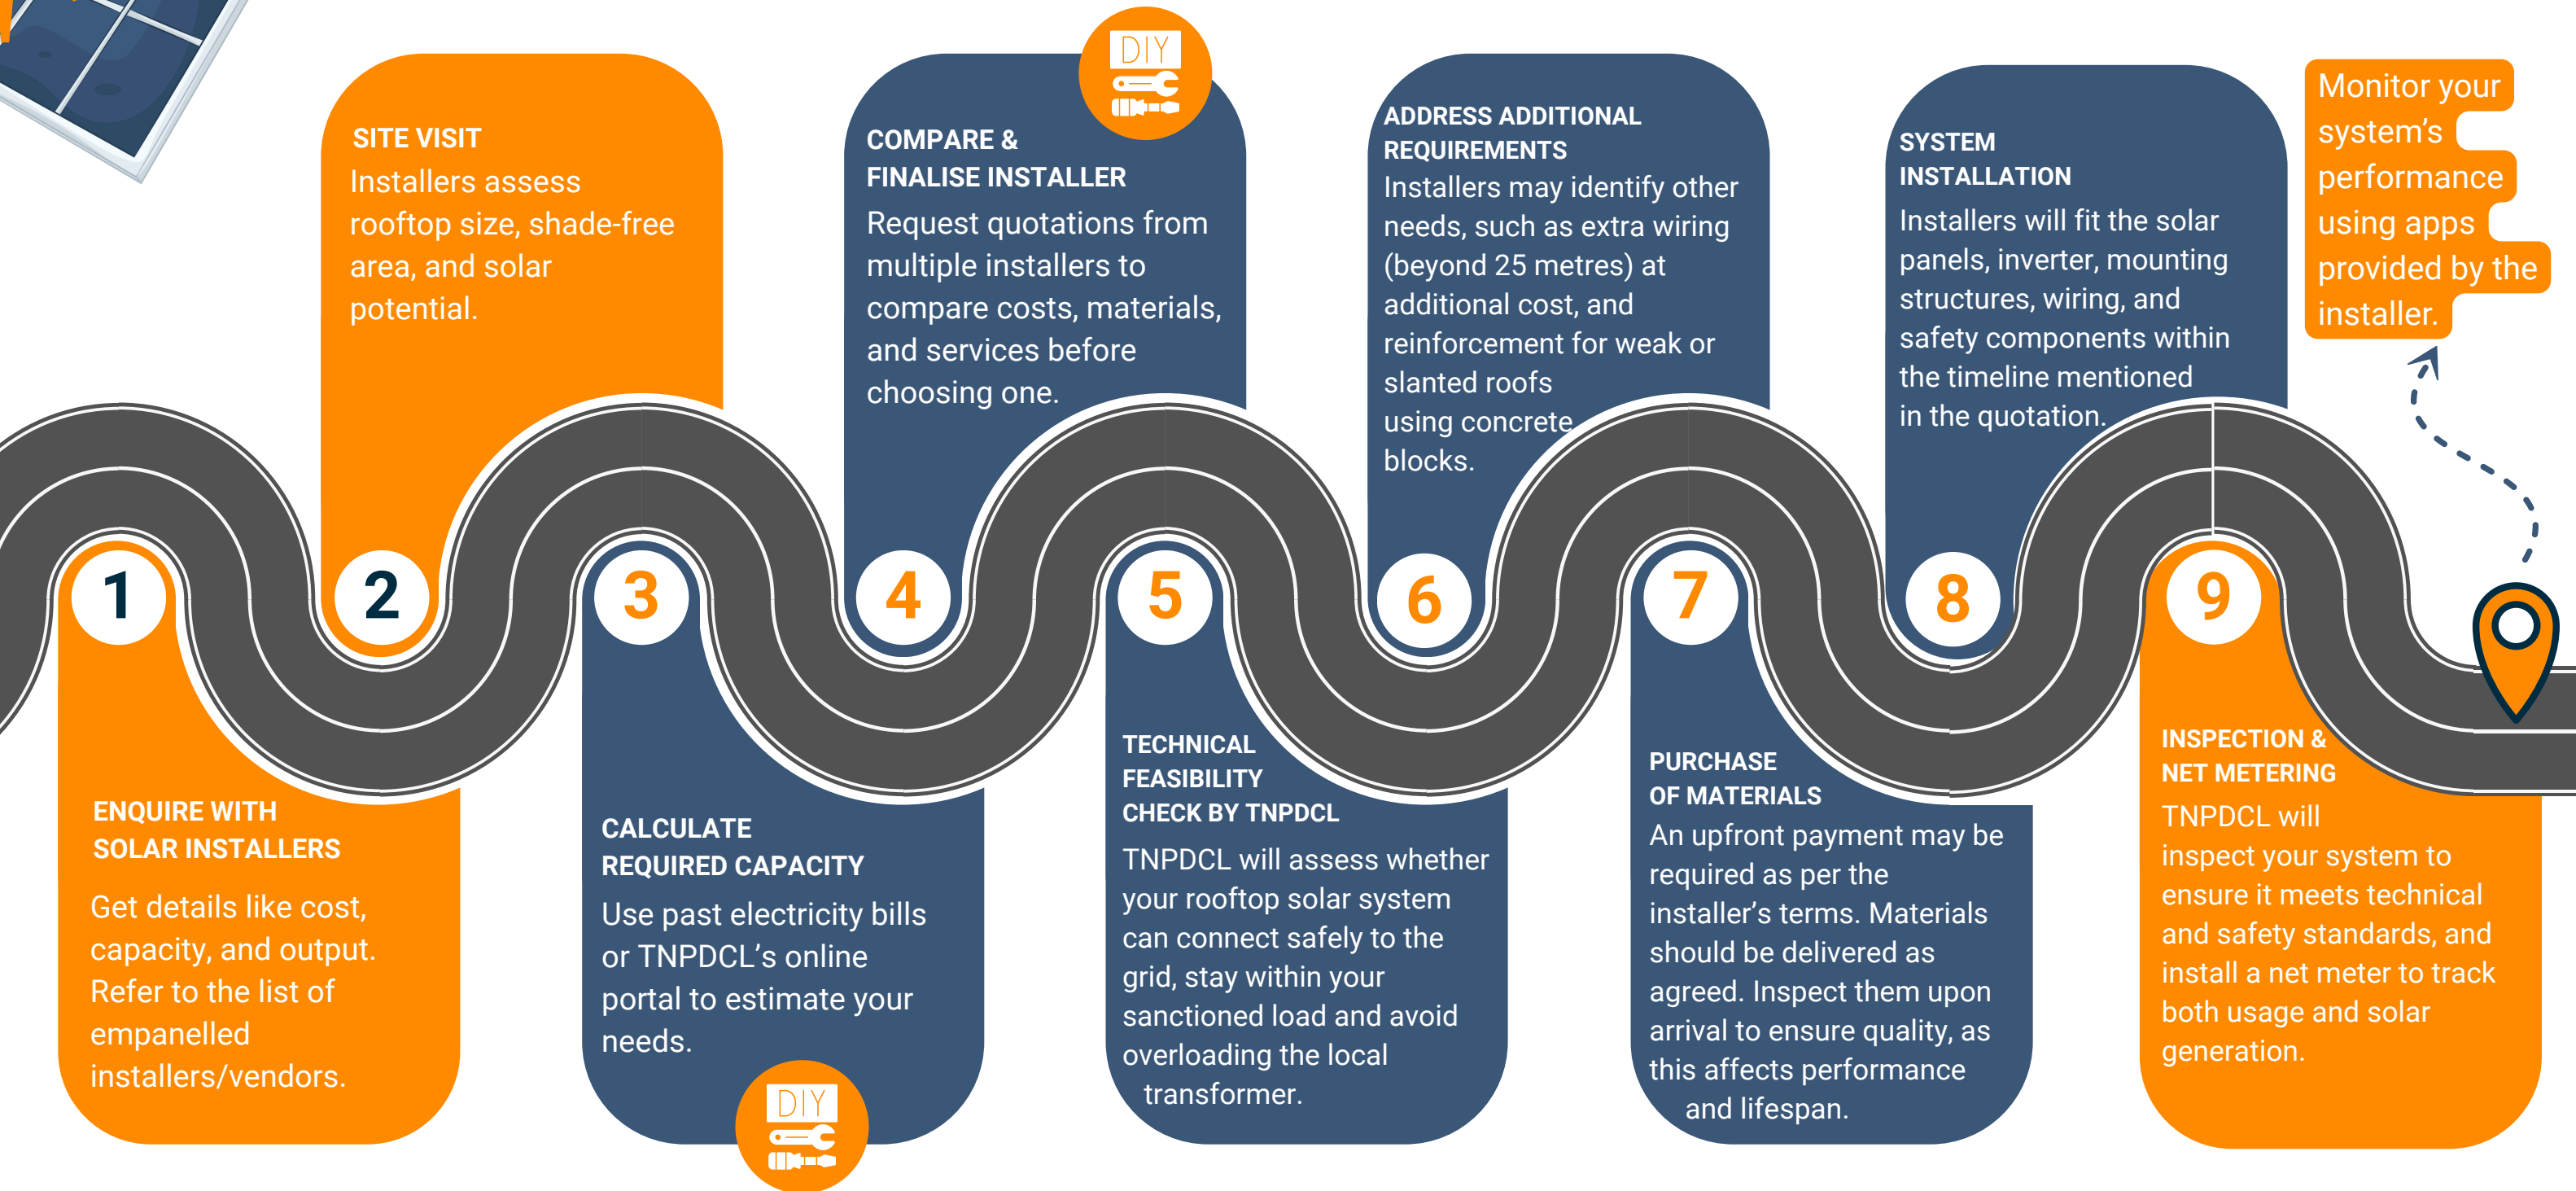 1
ENQUIRE WITH
SOLAR INSTALLERS
Get details like cost,
capacity, and output.
Refer to the list of
empanelled
installers/vendors.
2
SITE VISIT
Installers assess
rooftop size, shade-free
area, and solar
potential.
3
CALCULATE
REQUIRED CAPACITY
Use past electricity bills
or TNPDCL's online
portal to estimate your
needs.
DIY
4
DIY
COMPARE &
FINALISE INSTALLER
Request quotations from
multiple installers to
compare costs, materials,
and services before
choosing one.
5
TECHNICAL
FEASIBILITY
CHECK BY TNPDCL
TNPDCL will assess whether
your rooftop solar system
can connect safely to the
grid, stay within your
sanctioned load and avoid
overloading the local
transformer.
6
ADDRESS ADDITIONAL
REQUIREMENTS
Installers may identify other
needs, such as extra wiring
(beyond 25 metres) at
additional cost, and
reinforcement for weak or
slanted roofs
using concrete
blocks.
7
PURCHASE
OF MATERIALS
An upfront payment may be
required as per the
installer's terms. Materials
should be delivered as
agreed. Inspect them upon
arrival to ensure quality, as
this affects performance
and lifespan.
8
SYSTEM
INSTALLATION
Installers will fit the solar
panels, inverter, mounting
structures, wiring, and
safety components within
the timeline mentioned
in the quotation.
9
INSPECTION &
NET METERING
TNPDCL will
inspect your system to
ensure it meets technical
and safety standards, and
install a net meter to track
both usage and solar
generation.
Monitor your
system's
performance
using apps
provided by the
installer.